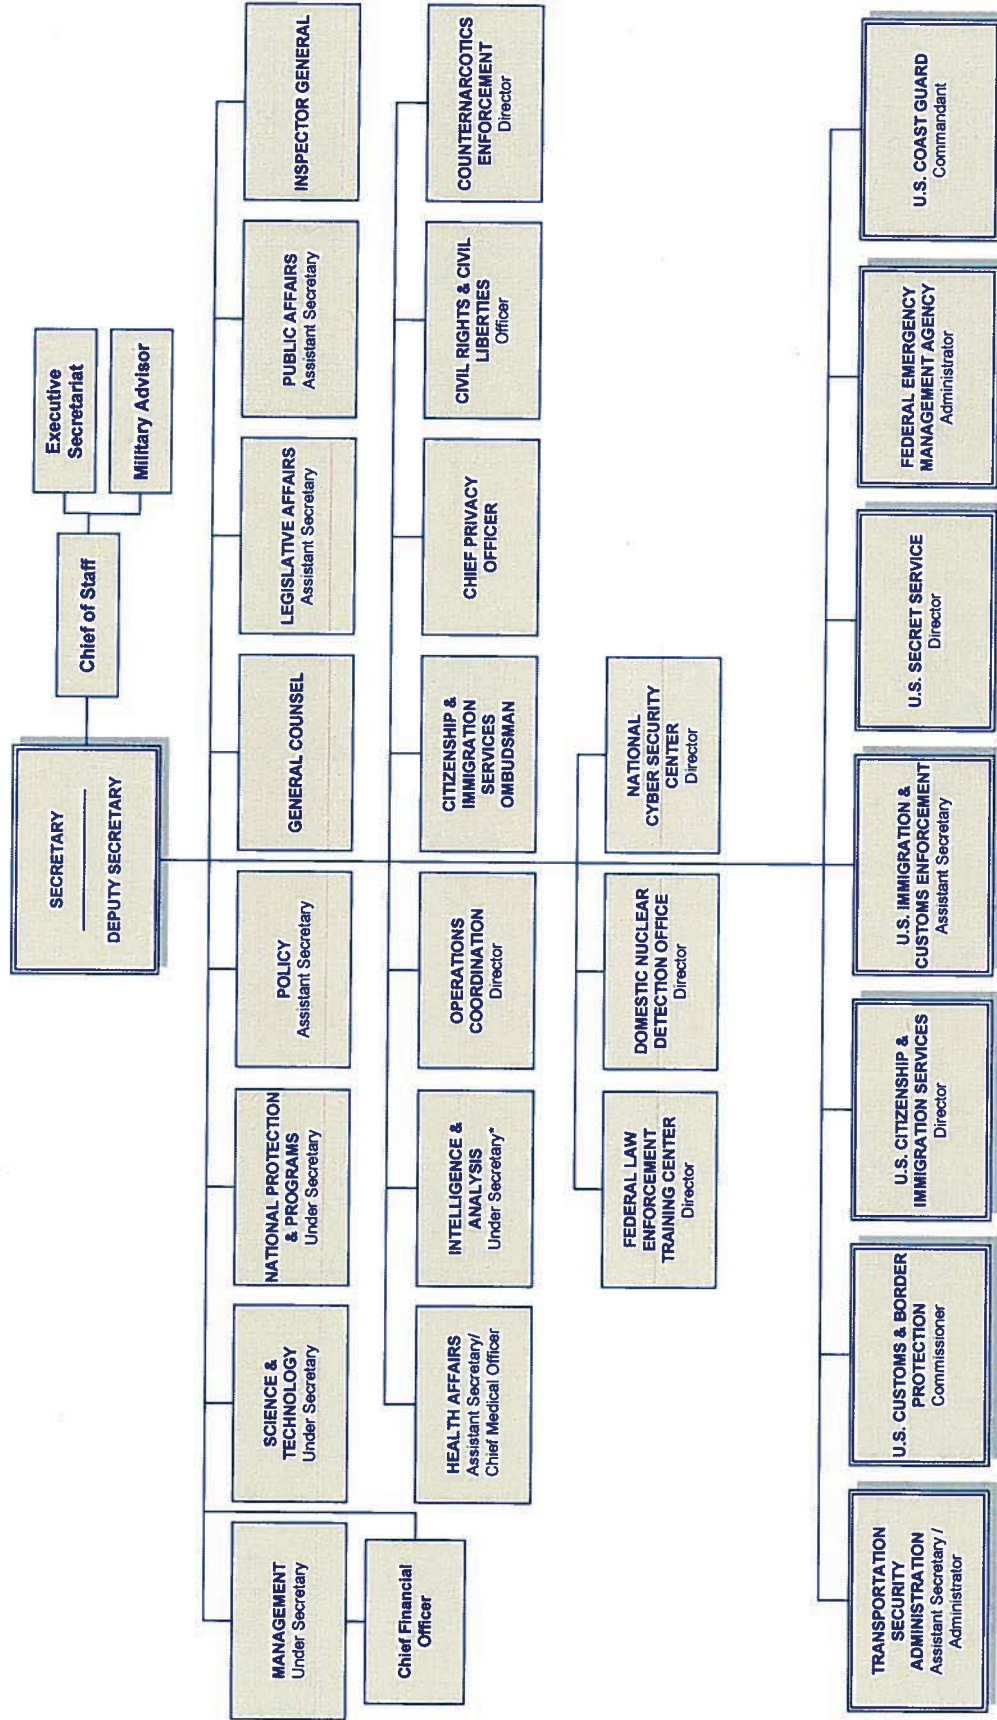 SECRETARY
DEPUTY SECRETARY
Chief of Staff
Executive
Secretariat
Military Advisor
MANAGEMENT
Under Secretary
Chief Financial
Officer
SCIENCE &
TECHNOLOGY
Under Secretary
NATIONAL PROTECTION
& PROGRAMS
Under Secretary
POLICY
Assistant Secretary
GENERAL COUNSEL
LEGISLATIVE AFFAIRS
Assistant Secretary
PUBLIC AFFAIRS
Assistant Secretary
INSPECTOR GENERAL
HEALTH AFFAIRS
Assistant Secretary/
Chief Medical Officer
INTELLIGENCE &
ANALYSIS
Under Secretary*
OPERATIONS
COORDINATION
Director
CITIZENSHIP &
IMMIGRATION
SERVICES
OMBUDSMAN
CHIEF PRIVACY
OFFICER
CIVIL RIGHTS & CIVIL
LIBERTIES
Officer
COUNTERNARCOTICS
ENFORCEMENT
Director
FEDERAL LAW
ENFORCEMENT
TRAINING CENTER
Director
DOMESTIC NUCLEAR
DETECTION OFFICE
Director
NATIONAL
CYBER SECURITY
CENTER
Director
TRANSPORTATION
SECURITY
ADMINISTRATION
Assistant Secretary /
Administrator
U.S. CUSTOMS & BORDER
PROTECTION
Commissioner
U.S. CITIZENSHIP &
IMMIGRATION SERVICES
Director
U.S. IMMIGRATION &
CUSTOMS ENFORCEMENT
Assistant Secretary
U.S. SECRET SERVICE
Director
FEDERAL EMERGENCY
MANAGEMENT AGENCY
Administrator
U.S. COAST GUARD
Commandant